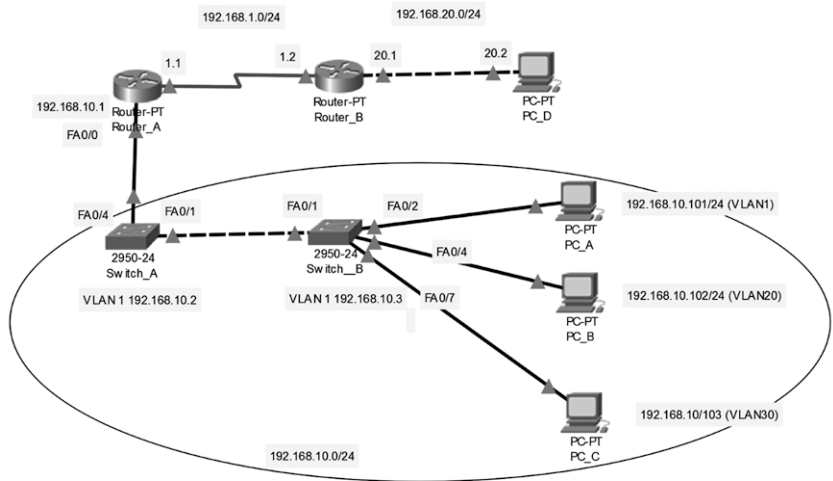 192.168.1.0/24
192.168.20.0/24
1.1
1.2
20.1
20.2
192.168.10.1
Router-PT
Router_A
Router-PT
Router_B
PC-PT
PC_D
FA0/0
FA0/4
FA0/1
FA0/1
FA0/2
2950-24
Switch_A
2950-24
Switch__B
FA0/4
FA0/7
PC-PT
PC_A
192.168.10.101/24 (VLAN1)
VLAN 1 192.168.10.2
VLAN 1 192.168.10.3
PC-PT
PC_B
192.168.10.102/24 (VLAN20)
PC-PT
PC_C
192.168.10/103 (VLAN30)
192.168.10.0/24